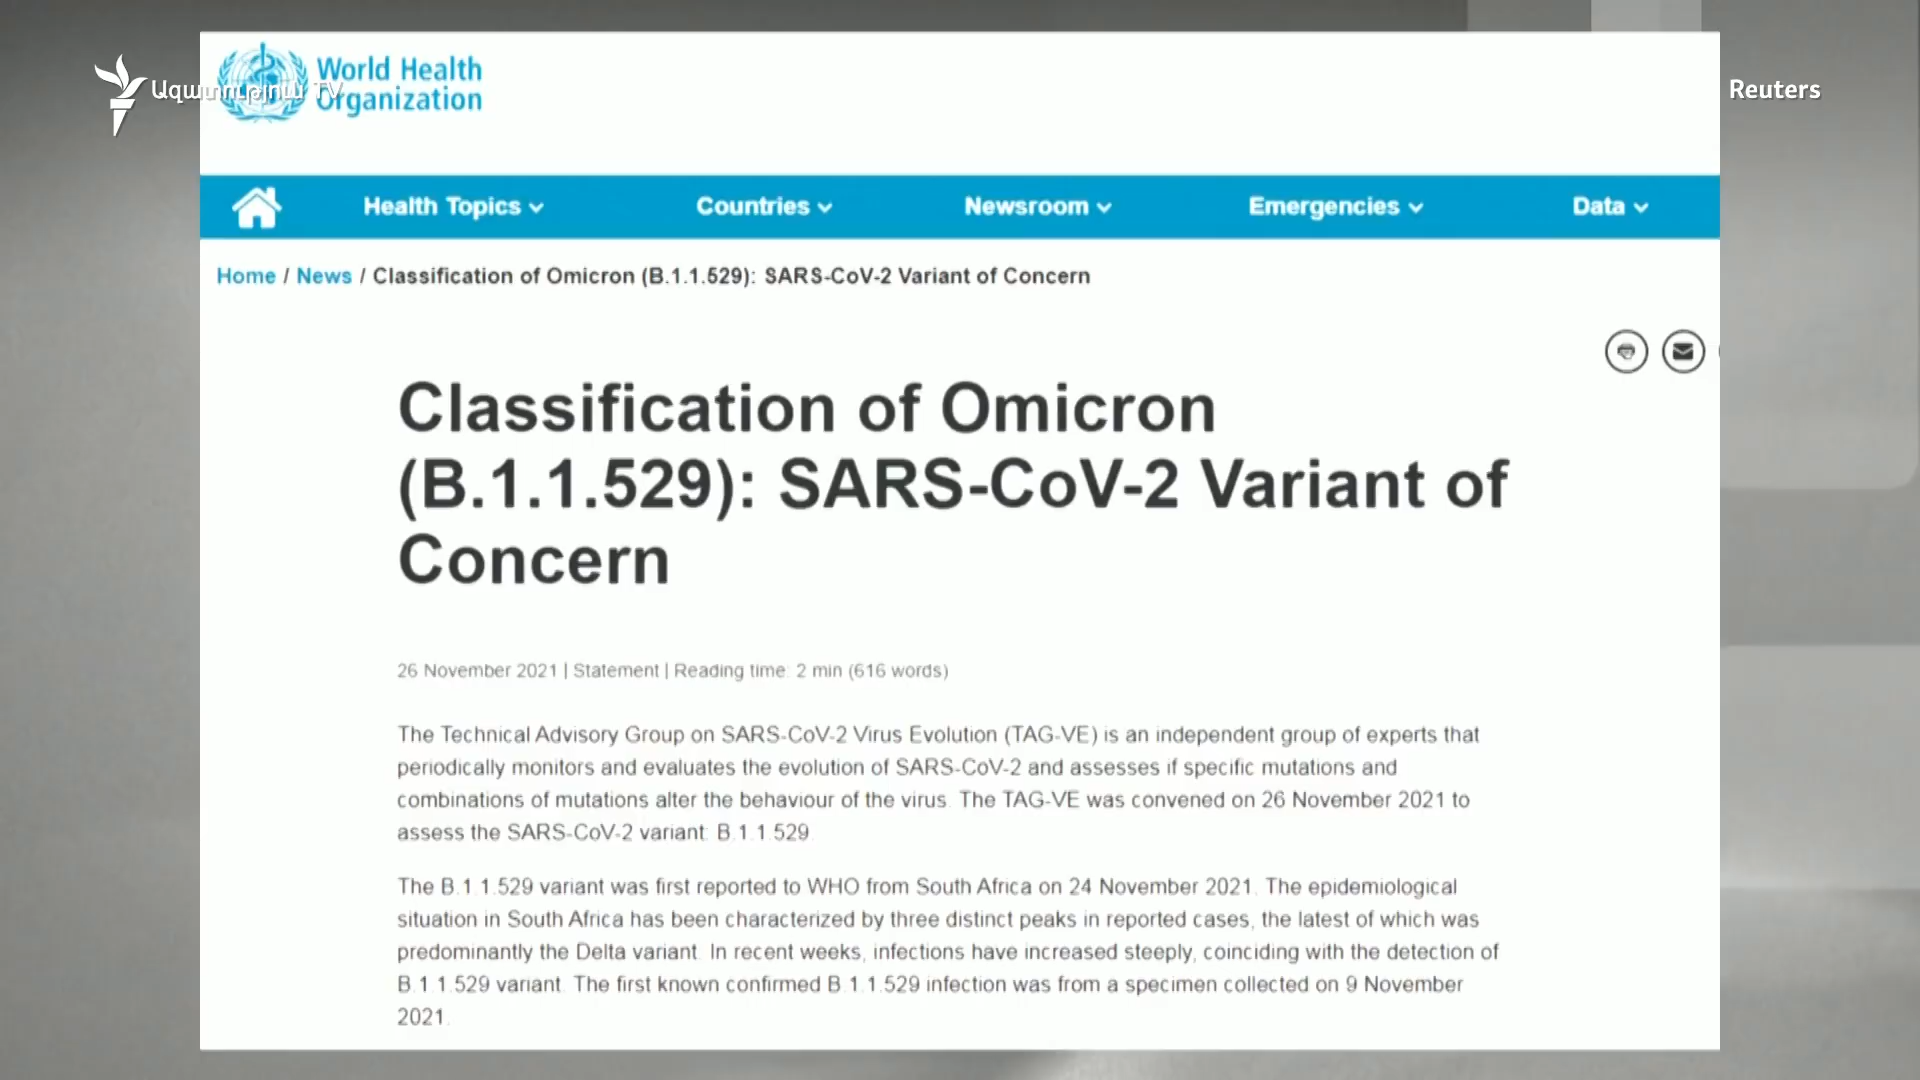 World Health
Organization
Ազատություն TV
Reuters
Health Topics
Countries
Newsroom
Emergencies
Data
Home / News / Classification of Omicron (B.1.1.529): SARS-CoV-2 Variant of Concern
Classification of Omicron
(B.1.1.529): SARS-CoV-2 Variant of
Concern
26 November 2021 | Statement | Reading time: 2 min (616 words)
The Technical Advisory Group on SARS-CoV-2 Virus Evolution (TAG-VE) is an independent group of experts that
periodically monitors and evaluates the evolution of SARS-CoV-2 and assesses if specific mutations and
combinations of mutations alter the behaviour of the virus. The TAG-VE was convened on 26 November 2021 to
assess the SARS-CoV-2 variant: B.1.1.529.
The B.1.1.529 variant was first reported to WHO from South Africa on 24 November 2021. The epidemiological
situation in South Africa has been characterized by three distinct peaks in reported cases, the latest of which was
predominantly the Delta variant. In recent weeks, infections have increased steeply, coinciding with the detection of
B.1.1.529 variant. The first known confirmed B.1.1.529 infection was from a specimen collected on 9 November
2021.